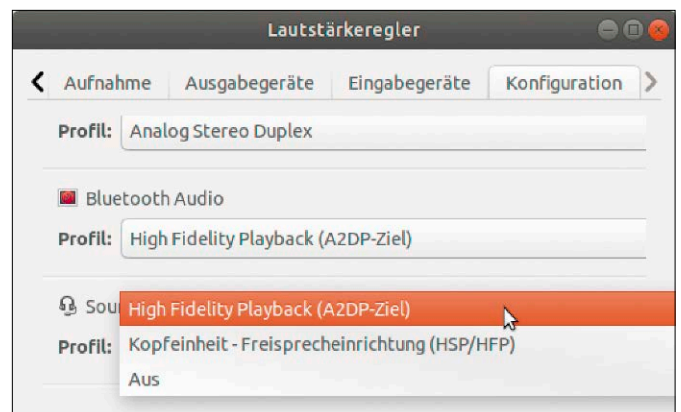 Lautstärkeregler
Aufnahme Ausgabegeräte Eingabegeräte Konfiguration
Profil: Analog Stereo Duplex
Bluetooth Audio
Profil: High Fidelity Playback (A2DP-Ziel)
Sou
High Fidelity Playback (A2DP-Ziel)
Profil: Kopfeinheit - Freisprecheinrichtung (HSP/HFP)
Aus